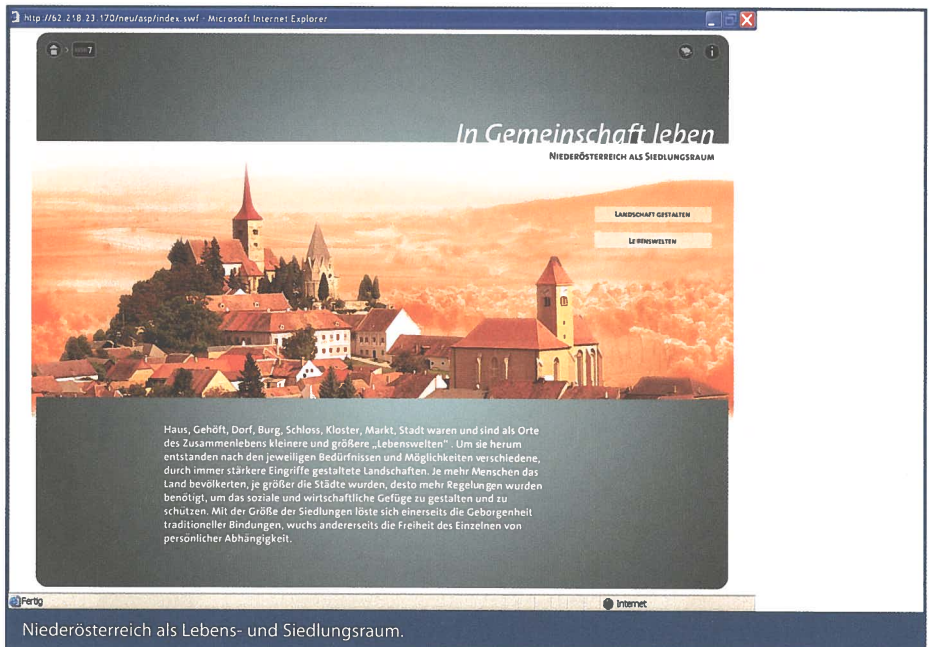 http://62.218.23.170/neu/asp/index.swf - Microsoft Internet Explorer
7
i
In Gemeinschaft leben
NIEDERÖSTERREICH ALS SIEDLUNGSRAUM
LANDSCHAFT GESTALTEN
LEBENSWELTEN
Haus, Gehöft, Dorf, Burg, Schloss, Kloster, Markt, Stadt waren und sind als Orte
des Zusammenlebens kleinere und größere „Lebenswelten“ . Um sie herum
entstanden nach den jeweiligen Bedürfnissen und Möglichkeiten verschiedene,
durch immer stärkere Eingriffe gestaltete Landschaften. Je mehr Menschen das
Land bevölkerten, je größer die Städte wurden, desto mehr Regelungen wurden
benötigt, um das soziale und wirtschaftliche Gefüge zu gestalten und zu
schützen. Mit der Größe der Siedlungen löste sich einerseits die Geborgenheit
traditioneller Bindungen, wuchs andererseits die Freiheit des Einzelnen von
persönlicher Abhängigkeit.
Fertig
Internet
Niederösterreich als Lebens- und Siedlungsraum.